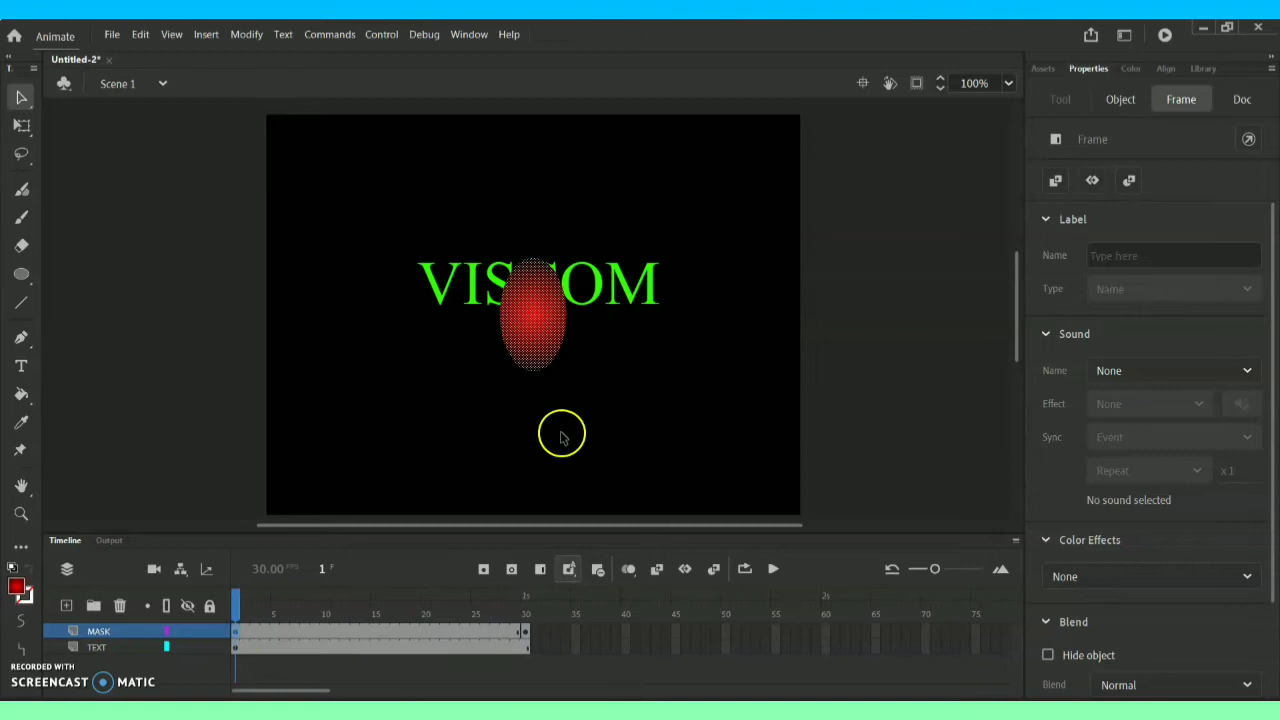 Animate File Edit View Insert Modify Text Commands Control Debug Window Help
Untitled-2*
Scene 1
100%
Assets Properties Color Align Library
Tool Object Frame Doc
Frame
Label
Name Type here
Type Name
Sound
Name None
Effect None
Sync Event
Repeat x 1
No sound selected
Color Effects
None
Blend
Hide object
Blend Normal
VIS OM
Timeline Output
30.00 FPS 1 F
1s 2s
5 10 15 20 25 30 35 40 45 50 55 60 65 70 75
MASK
TEXT
RECORDED WITH
SCREENCAST MATIC